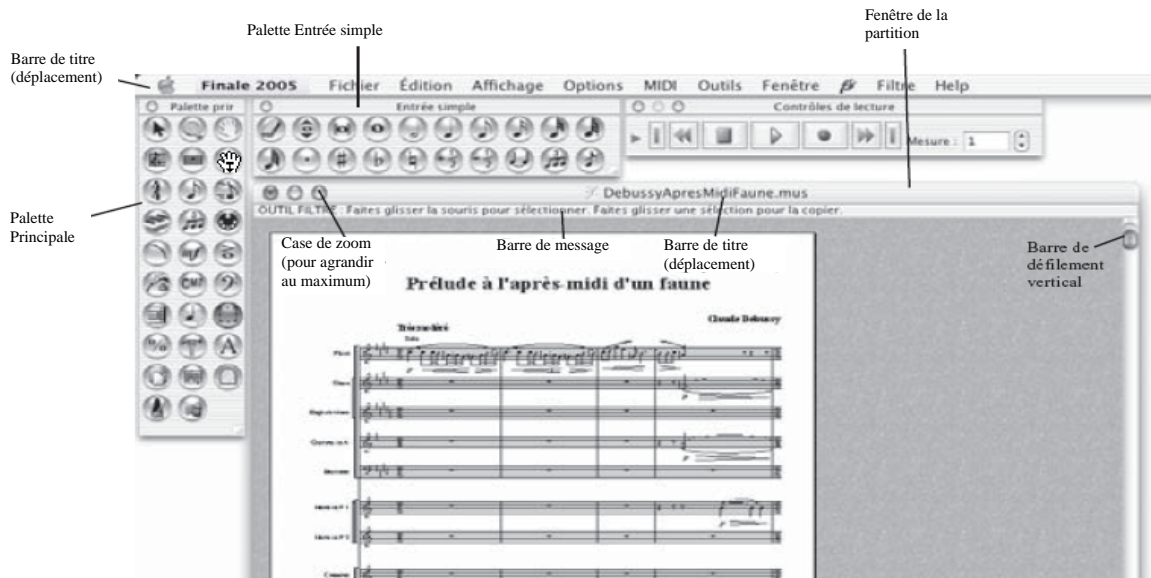 Fenêtre de la
partition
Palette Entrée simple
Barre de titre
(déplacement)
Finale 2005 Fichier Édition Affichage Options MIDI Outils Fenêtre Filtre Help
Palette prir
Entrée simple
Contrôles de lecture
Mesure : 1
DebussyApresMidiFaune.mus
OUTIL FILTRE : Faites glisser la souris pour sélectionner. Faites glisser une sélection pour la copier.
Palette
Principale
Case de zoom
(pour agrandir
au maximum)
Barre de message
Barre de titre
(déplacement)
Barre de
défilement
vertical
Prélude à l'après-midi d'un faune
Claude Debussy
Très modéré
Solo